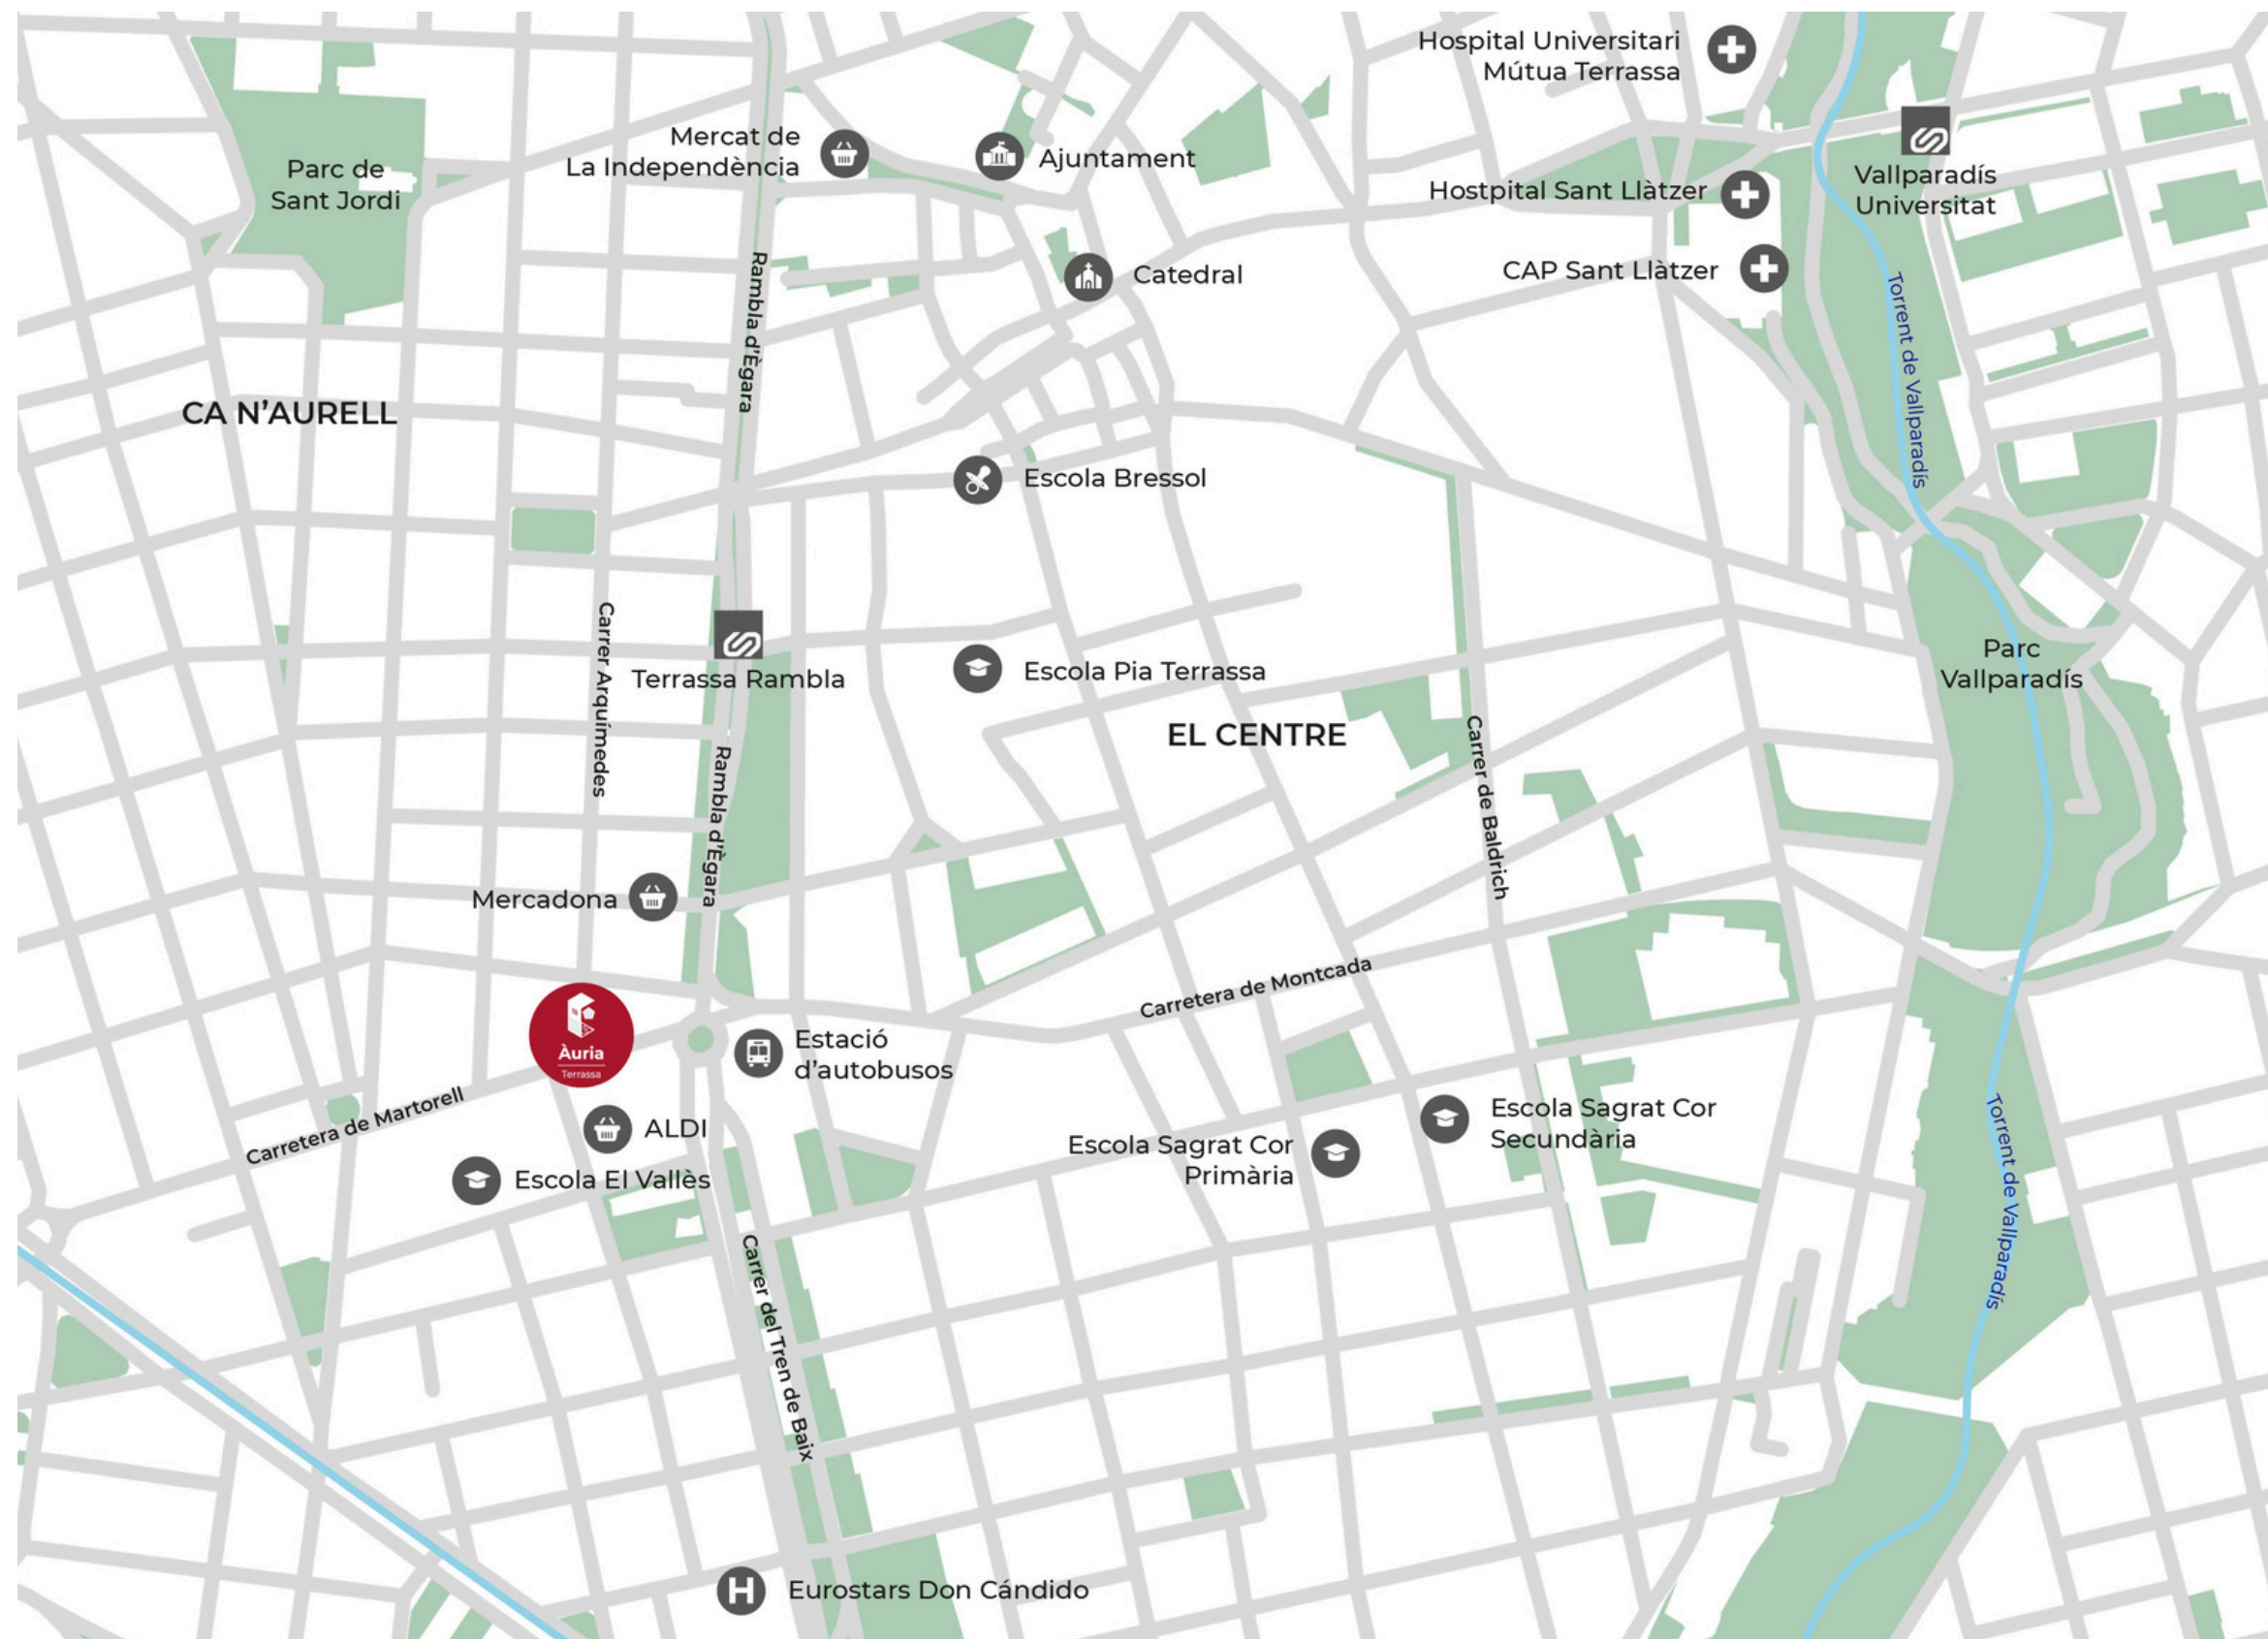 Hospital Universitari
Mútua Terrassa
Mercat de
La Independència
Ajuntament
Parc de
Sant Jordi
Hostpital Sant Llàtzer
Vallparadís
Universitat
CAP Sant Llàtzer
Catedral
Rambla d'Ègara
Torrent de Vallparadís
CA N'AURELL
Escola Bressol
Carrer Arquímedes
Terrassa Rambla
Escola Pia Terrassa
Parc
Vallparadís
EL CENTRE
Carrer de Baldrich
Rambla d'Ègara
Mercadona
Carretera de Montcada
Àuria
Terrassa
Estació
d'autobusos
Carretera de Martorell
ALDI
Escola El Vallès
Escola Sagrat Cor
Primària
Escola Sagrat Cor
Secundària
Torrent de Vallparadís
Carrer del Tren de Baix
H
Eurostars Don Cándido